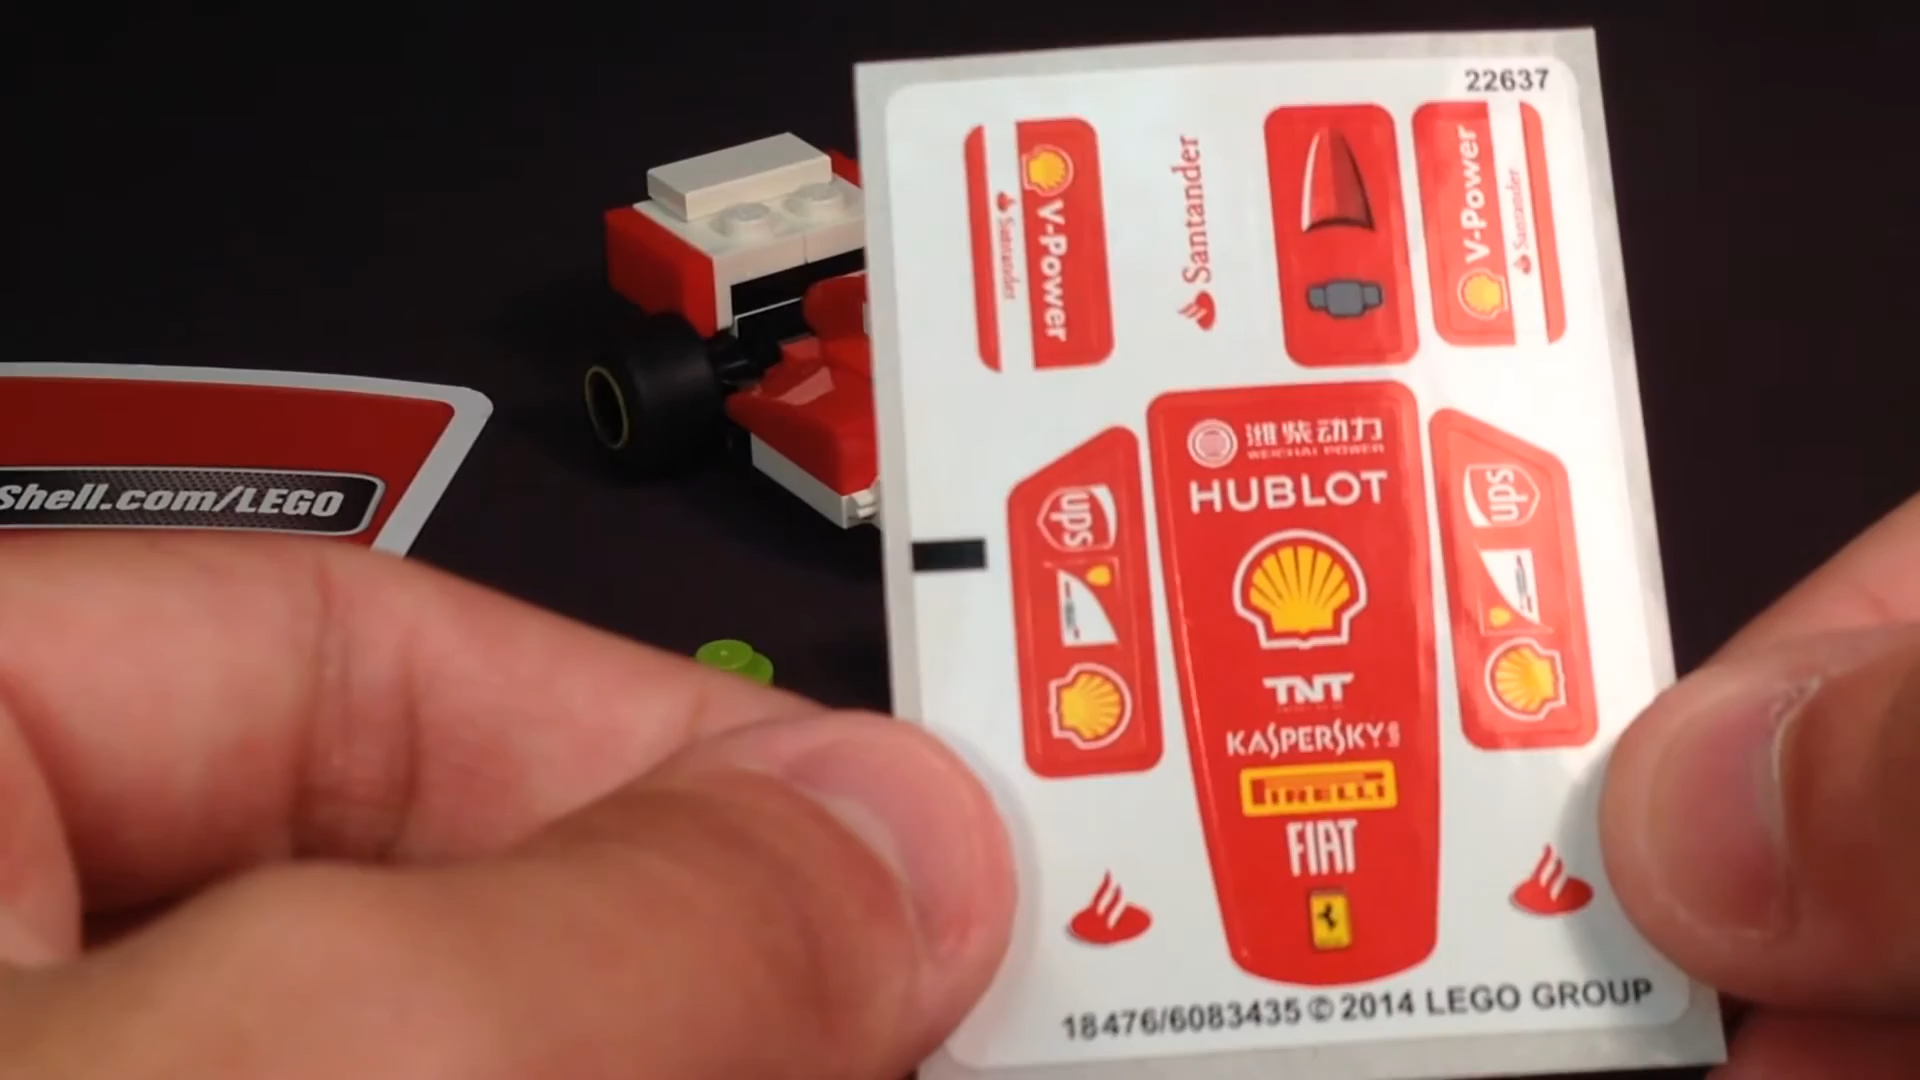 22637
V-Power
Santander
Santander
V-Power
Santander
潍柴动力
WEICHAI POWER
HUBLOT
ups
ups
TNT
KASPERSKY
PIRELLI
FIAT
Shell.com/LEGO
18476/6083435 © 2014 LEGO GROUP